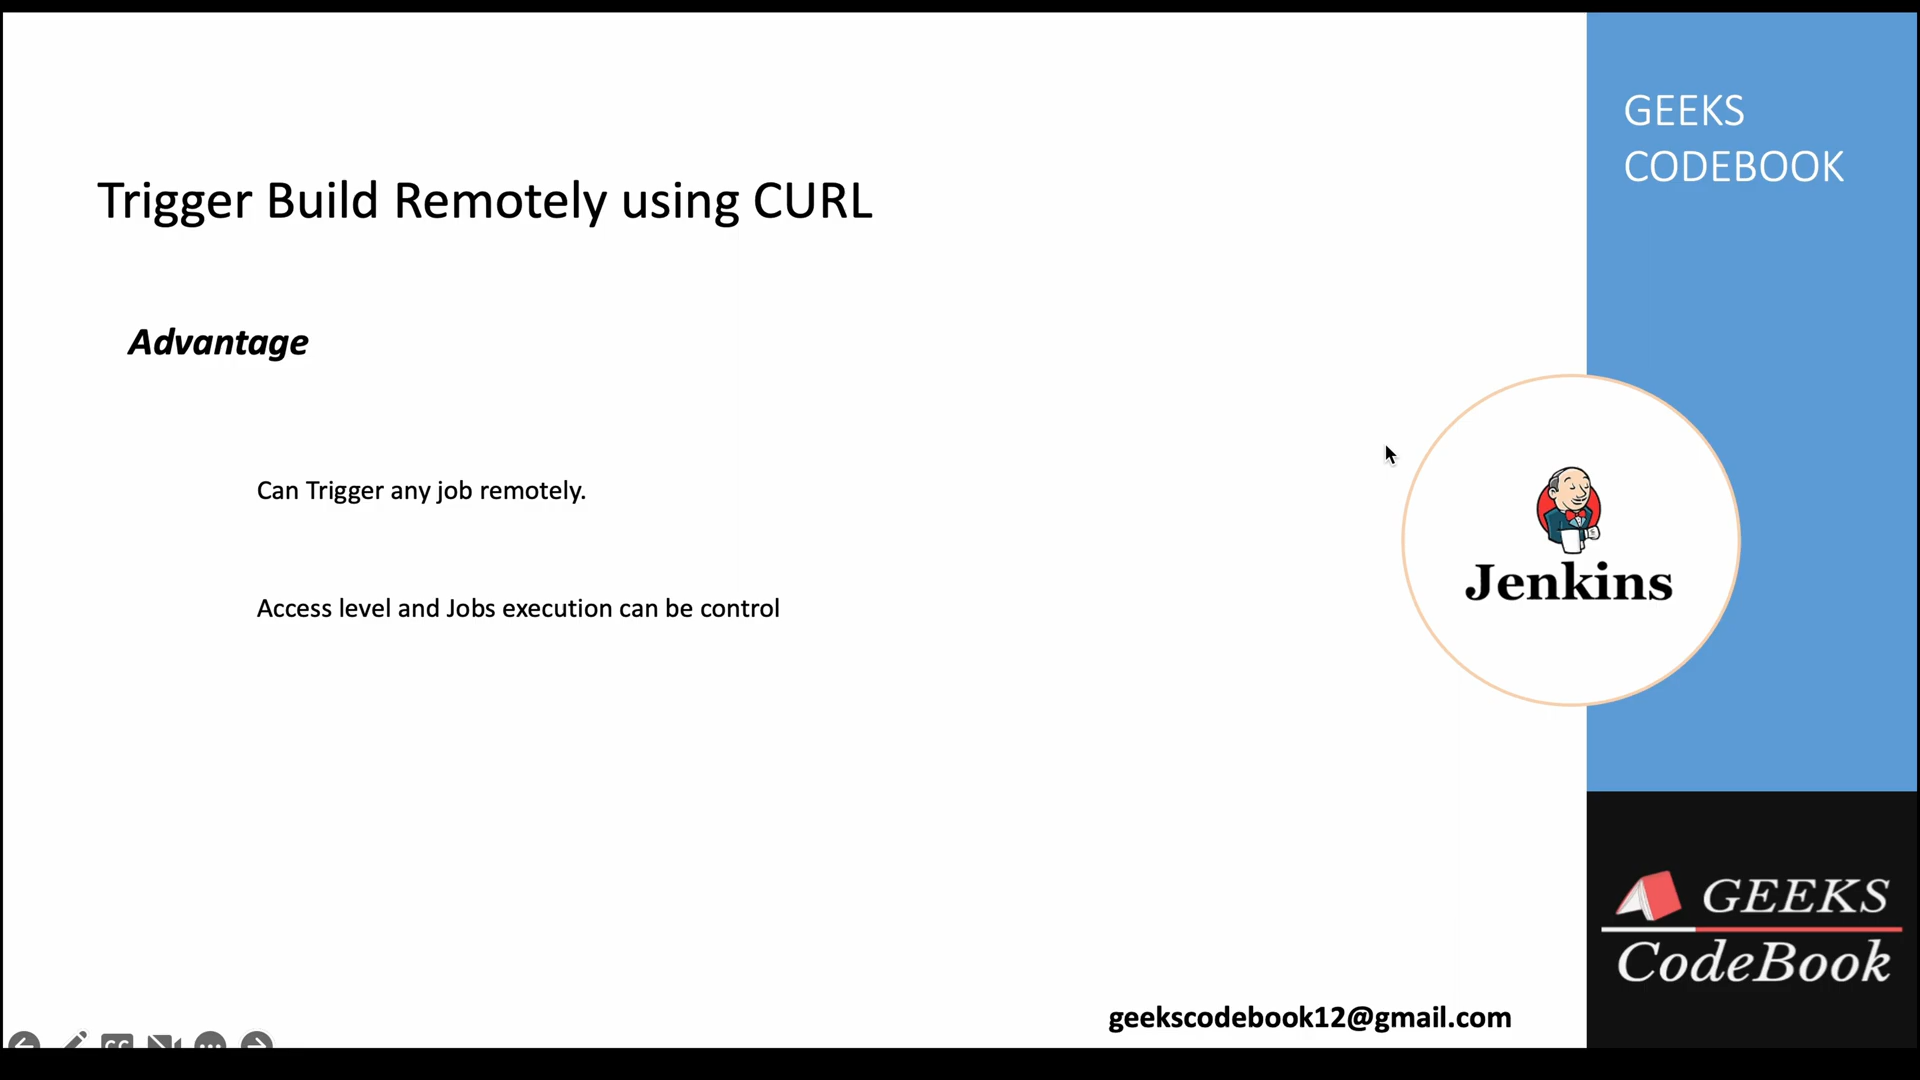 GEEKS
CODEBOOK
Trigger Build Remotely using CURL
Advantage
Can Trigger any job remotely.
Access level and Jobs execution can be control
Jenkins
GEEKS
CodeBook
geekscodebook12@gmail.com
CC